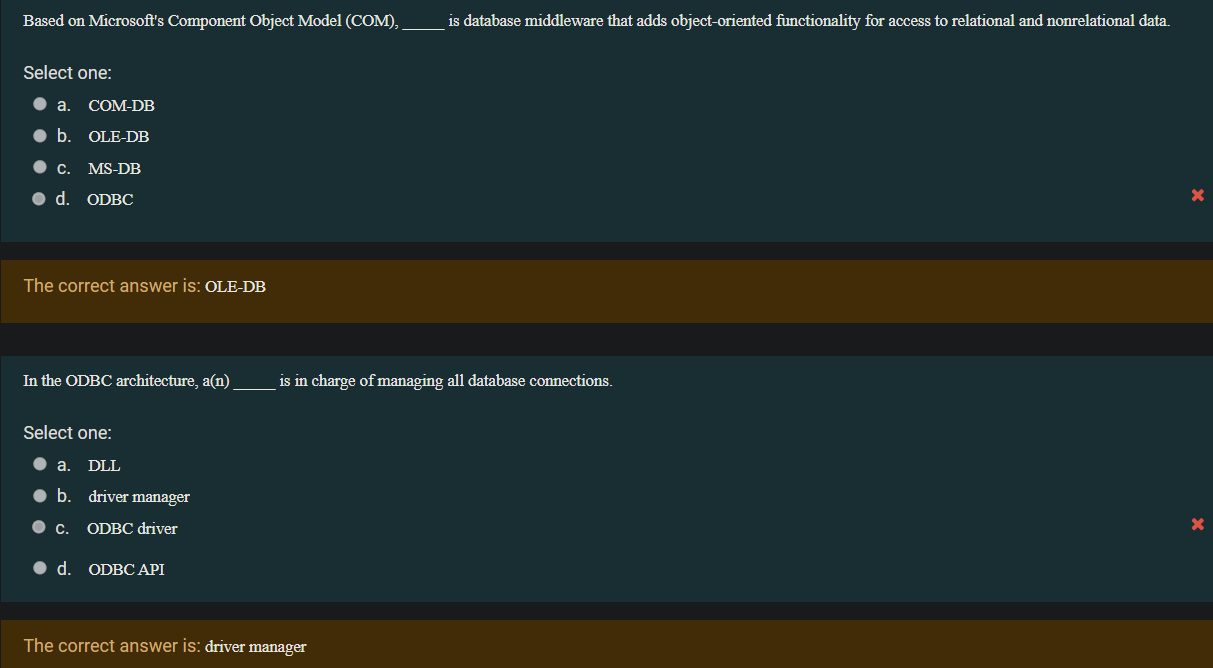 Based on Microsoft's Component Object Model (COM), _____ is database middleware that adds object-oriented functionality for access to relational and nonrelational data.
Select one:
a. COM-DB
b. OLE-DB
c. MS-DB
d. ODBC
The correct answer is: OLE-DB
In the ODBC architecture, a(n) _____ is in charge of managing all database connections.
Select one:
a. DLL
b. driver manager
c. ODBC driver
d. ODBC API
The correct answer is: driver manager